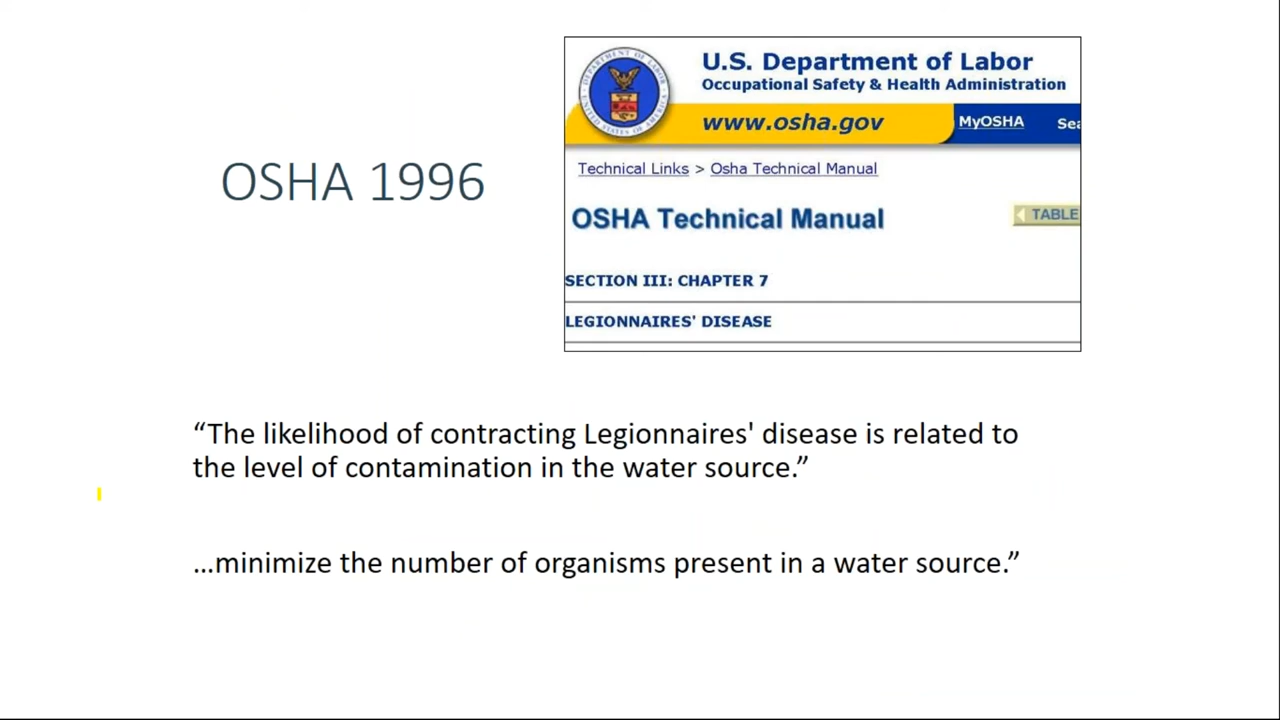 OSHA 1996
U.S. Department of Labor
Occupational Safety & Health Administration
www.osha.gov
MyOSHA
Technical Links > Osha Technical Manual
OSHA Technical Manual
TABLE
SECTION III: CHAPTER 7
LEGIONNAIRES' DISEASE
“The likelihood of contracting Legionnaires' disease is related to
the level of contamination in the water source.”
…minimize the number of organisms present in a water source.”